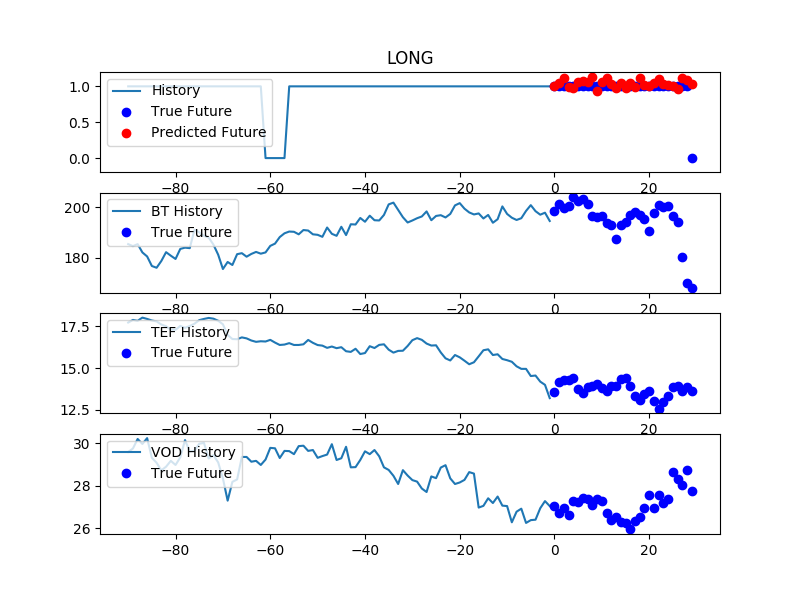 LONG
1.0
0.5
0.0
History
True Future
Predicted Future
−80 −60 −40 −20 0 20
200
180
BT History
True Future
−80 −60 −40 −20 0 20
17.5
15.0
12.5
TEF History
True Future
−80 −60 −40 −20 0 20
30
28
26
VOD History
True Future
−80 −60 −40 −20 0 20